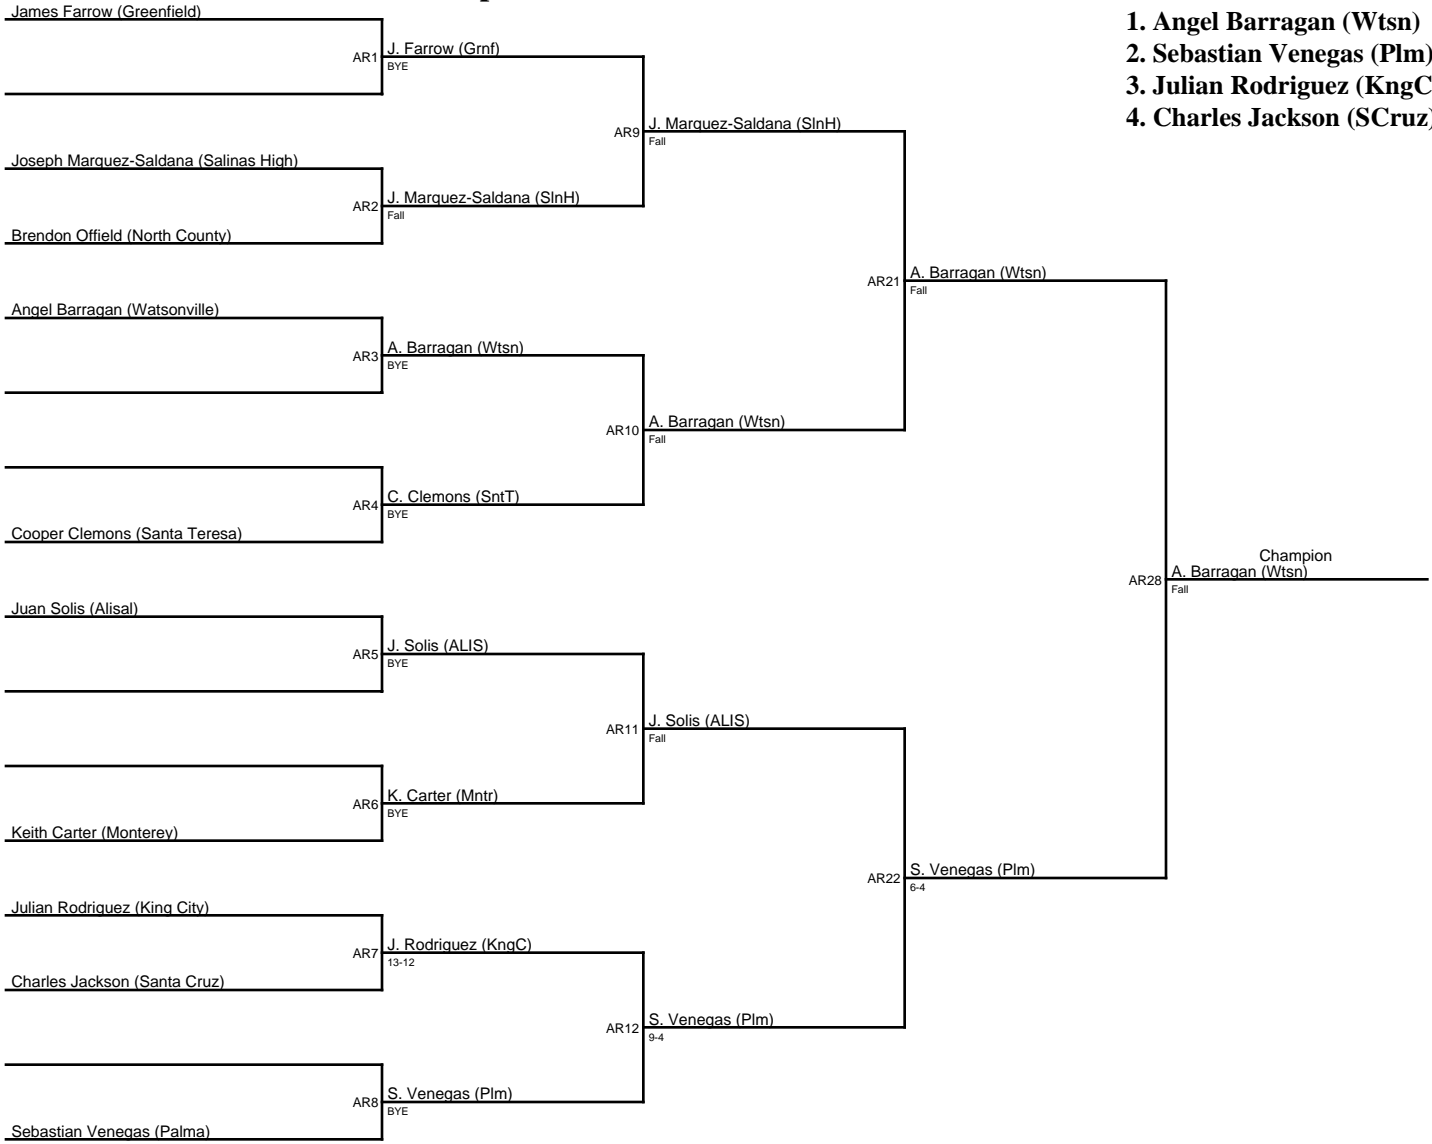 James Farrow (Greenfield)
1. Angel Barragan (Wtsn)
AR1
J. Farrow (Grnf)
BYE
2. Sebastian Venegas (Plm)
3. Julian Rodriguez (KngC
4. Charles Jackson (SCruz)
AR9
J. Marquez-Saldana (SlnH)
Fall
Joseph Marquez-Saldana (Salinas High)
AR2
J. Marquez-Saldana (SlnH)
Fall
Brendon Offield (North County)
AR21
A. Barragan (Wtsn)
Fall
Angel Barragan (Watsonville)
AR3
A. Barragan (Wtsn)
BYE
AR10
A. Barragan (Wtsn)
Fall
AR4
C. Clemons (SntT)
BYE
Cooper Clemons (Santa Teresa)
Champion
AR28
A. Barragan (Wtsn)
Fall
Juan Solis (Alisal)
AR5
J. Solis (ALIS)
BYE
AR11
J. Solis (ALIS)
Fall
AR6
K. Carter (Mntr)
BYE
Keith Carter (Monterey)
AR22
S. Venegas (Plm)
6-4
Julian Rodriguez (King City)
AR7
J. Rodriguez (KngC)
13-12
Charles Jackson (Santa Cruz)
AR12
S. Venegas (Plm)
9-4
AR8
S. Venegas (Plm)
BYE
Sebastian Venegas (Palma)